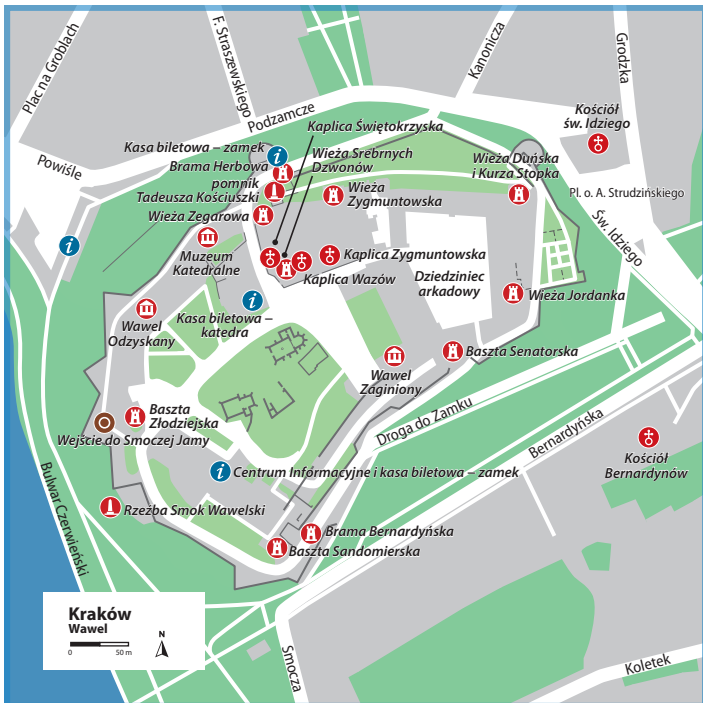 Plac na Groblach
F. Straszewskiego
Kanonicza
Grodzka
Podzamcze
Powiśle
Kościół
św. Idziego
Kaplica Świętokrzyska
Kasa biletowa – zamek
i
Brama Herbowa
Wieża Srebrnych
Dzwonów
pomnik
Tadeusza Kościuszki
Wieża Duńska
i Kurza Stopka
Wieża
Zygmuntowska
Pl. o. A. Strudzińskiego
Wieża Zegarowa
Św. Idziego
i
Muzeum
Katedralne
Kaplica Zygmuntowska
Kaplica Wazów
Dziedziniec
arkadowy
Wieża Jordanka
i
Kasa biletowa –
katedra
Wawel
Odzyskany
Baszta Senatorska
Wawel
Zaginiony
Baszta
Złodziejska
Wejście do Smoczej Jamy
Droga do Zamku
Bernardyńska
Kościół
Bernardynów
i
Centrum Informacyjne i kasa biletowa – zamek
Bulwar Czerwieński
Rzeźba Smok Wawelski
Brama Bernardyńska
Baszta Sandomierska
Kraków
Wawel
N
0 50 m
Smocza
Koletek